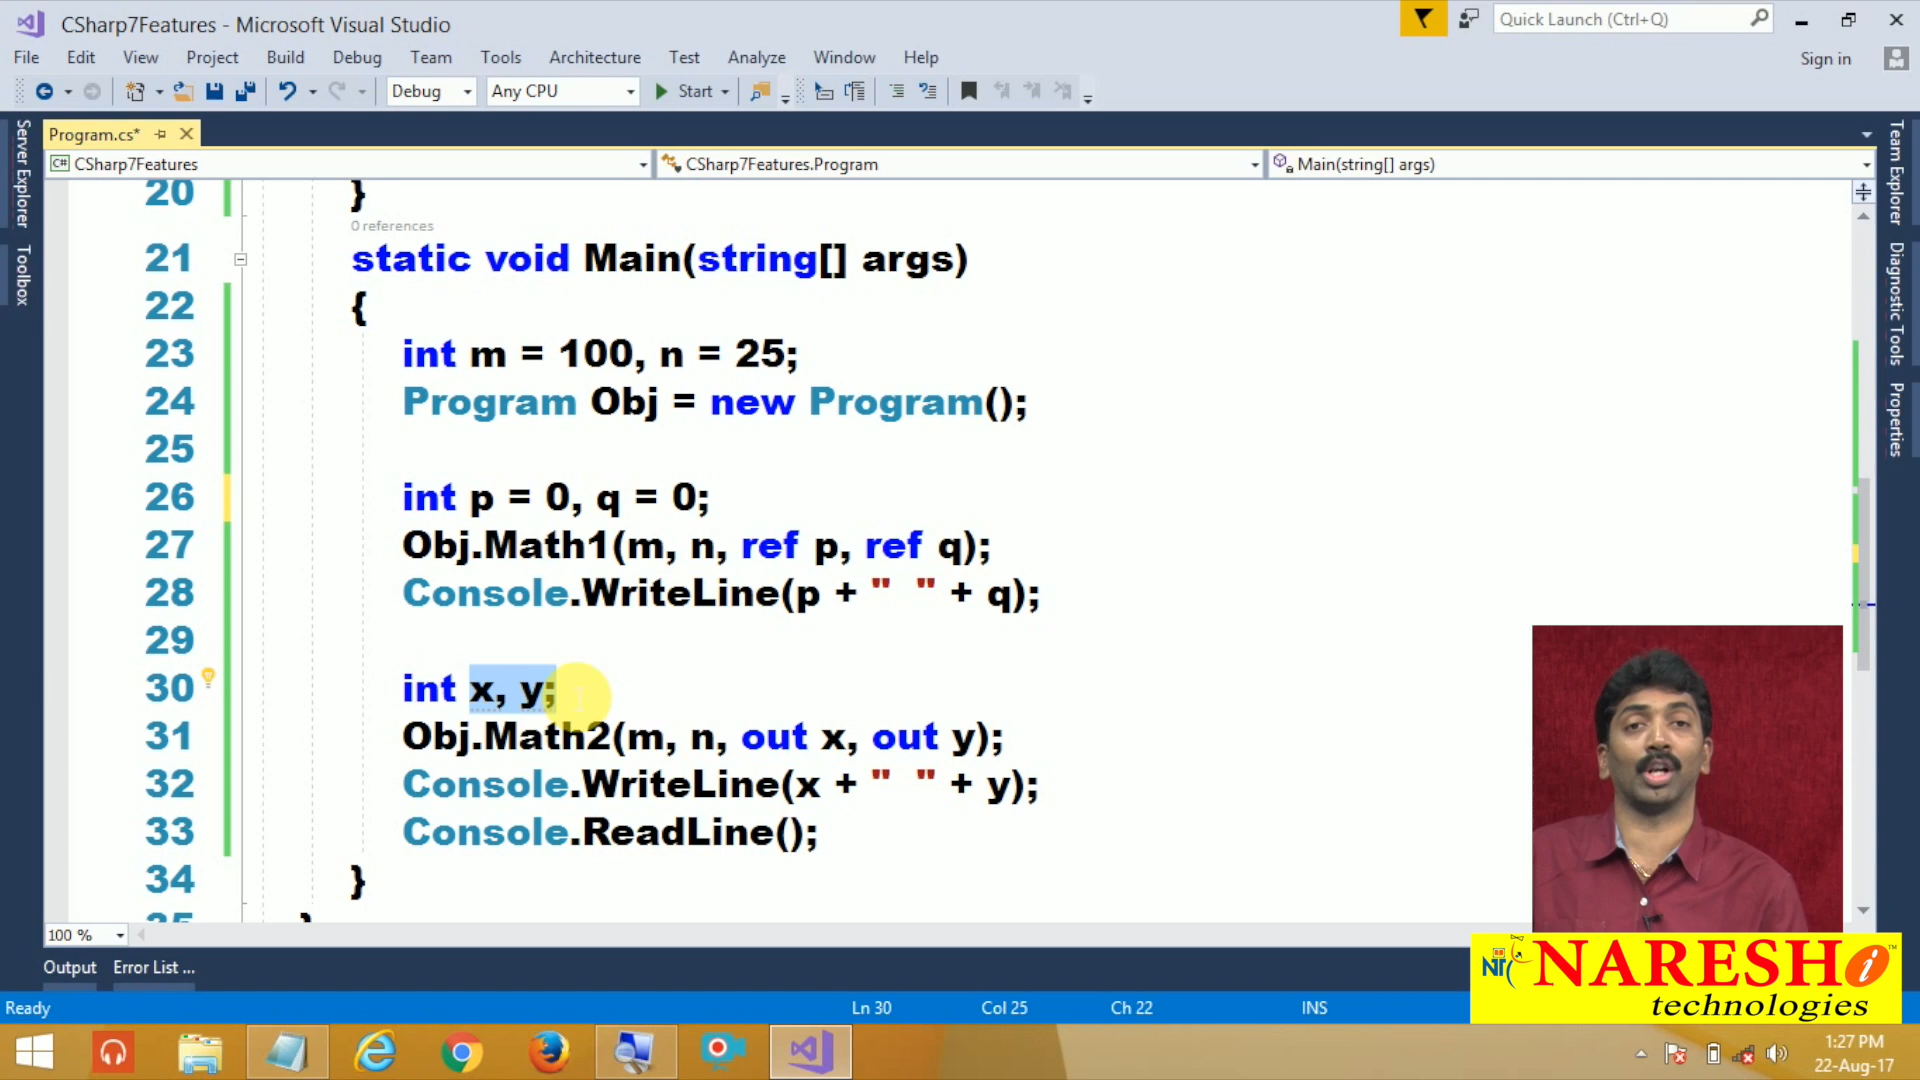 CSharp7Features - Microsoft Visual Studio
Quick Launch (Ctrl+Q)
File Edit View Project Build Debug Team Tools Architecture Test Analyze Window Help
Sign in
Debug Any CPU Start
Program.cs*
C# CSharp7Features CSharp7Features.Program Main(string[] args)
Server Explorer
Toolbox
Team Explorer
Diagnostic Tools
Properties
20 }
0 references
21 static void Main(string[] args)
22 {
23 int m = 100, n = 25;
24 Program Obj = new Program();
25
26 int p = 0, q = 0;
27 Obj.Math1(m, n, ref p, ref q);
28 Console.WriteLine(p + "  " + q);
29
30 int x, y;
31 Obj.Math2(m, n, out x, out y);
32 Console.WriteLine(x + "  " + y);
33 Console.ReadLine();
34 }
35 }
100 %
Output Error List ...
NARESH i
technologies
Ready Ln 30 Col 25 Ch 22 INS
1:27 PM
22-Aug-17